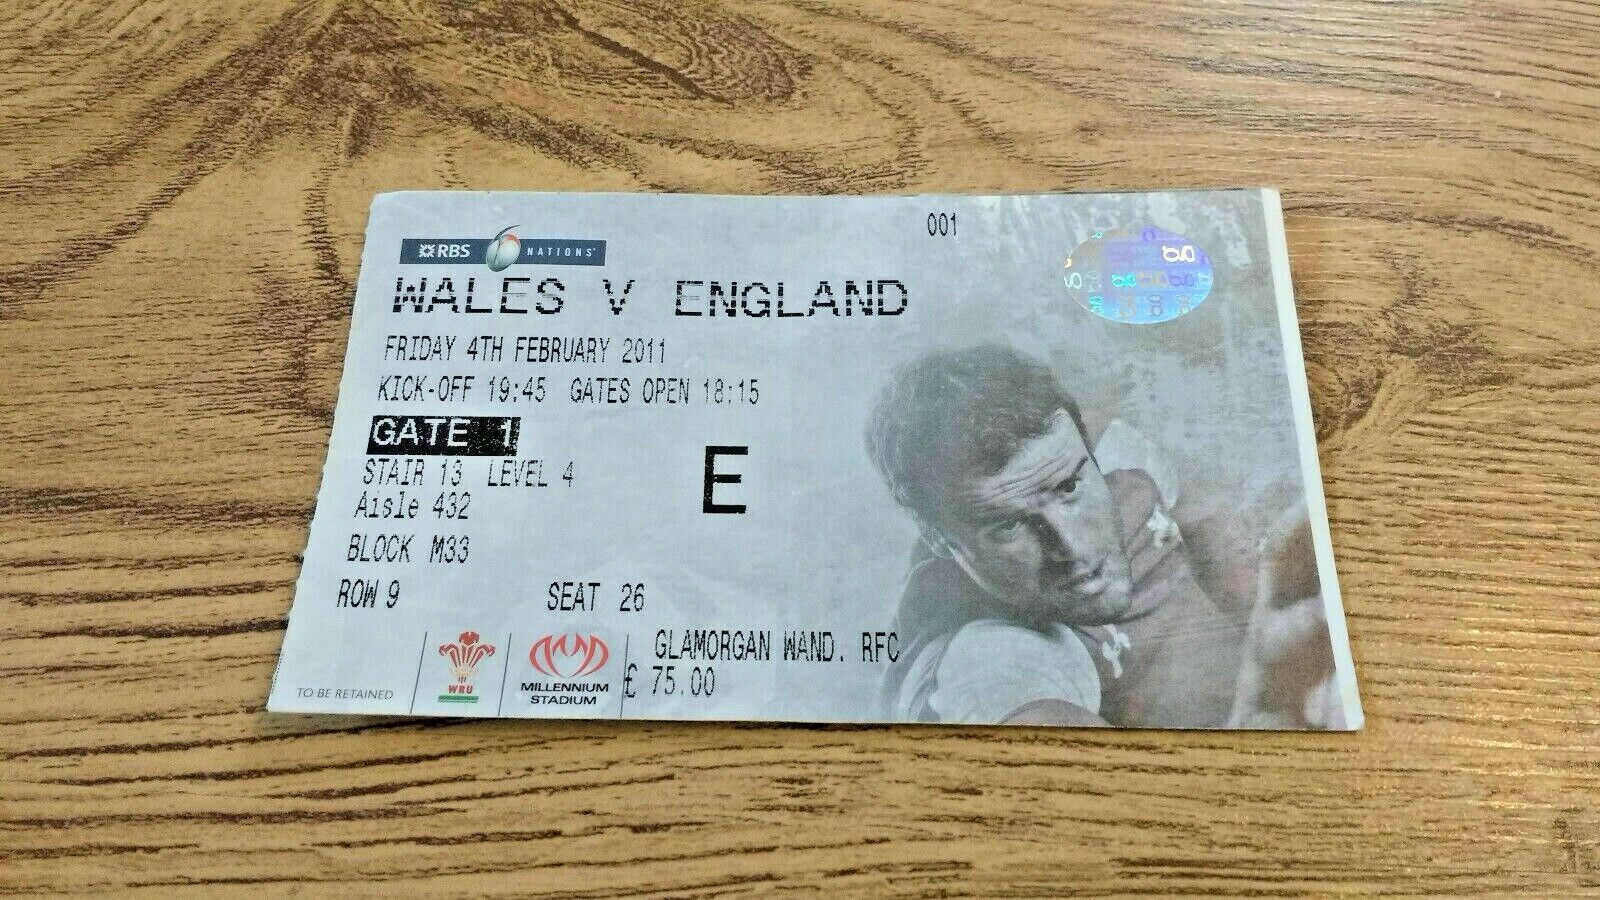 001
RBS 6 NATIONS
WALES V ENGLAND
FRIDAY 4TH FEBRUARY 2011
KICK-OFF 19:45 GATES OPEN 18:15
GATE 1
STAIR 13 LEVEL 4
E
Aisle 432
BLOCK M33
ROW 9 SEAT 26
GLAMORGAN WAND. RFC
£ 75.00
TO BE RETAINED
WRU
MILLENNIUM
STADIUM